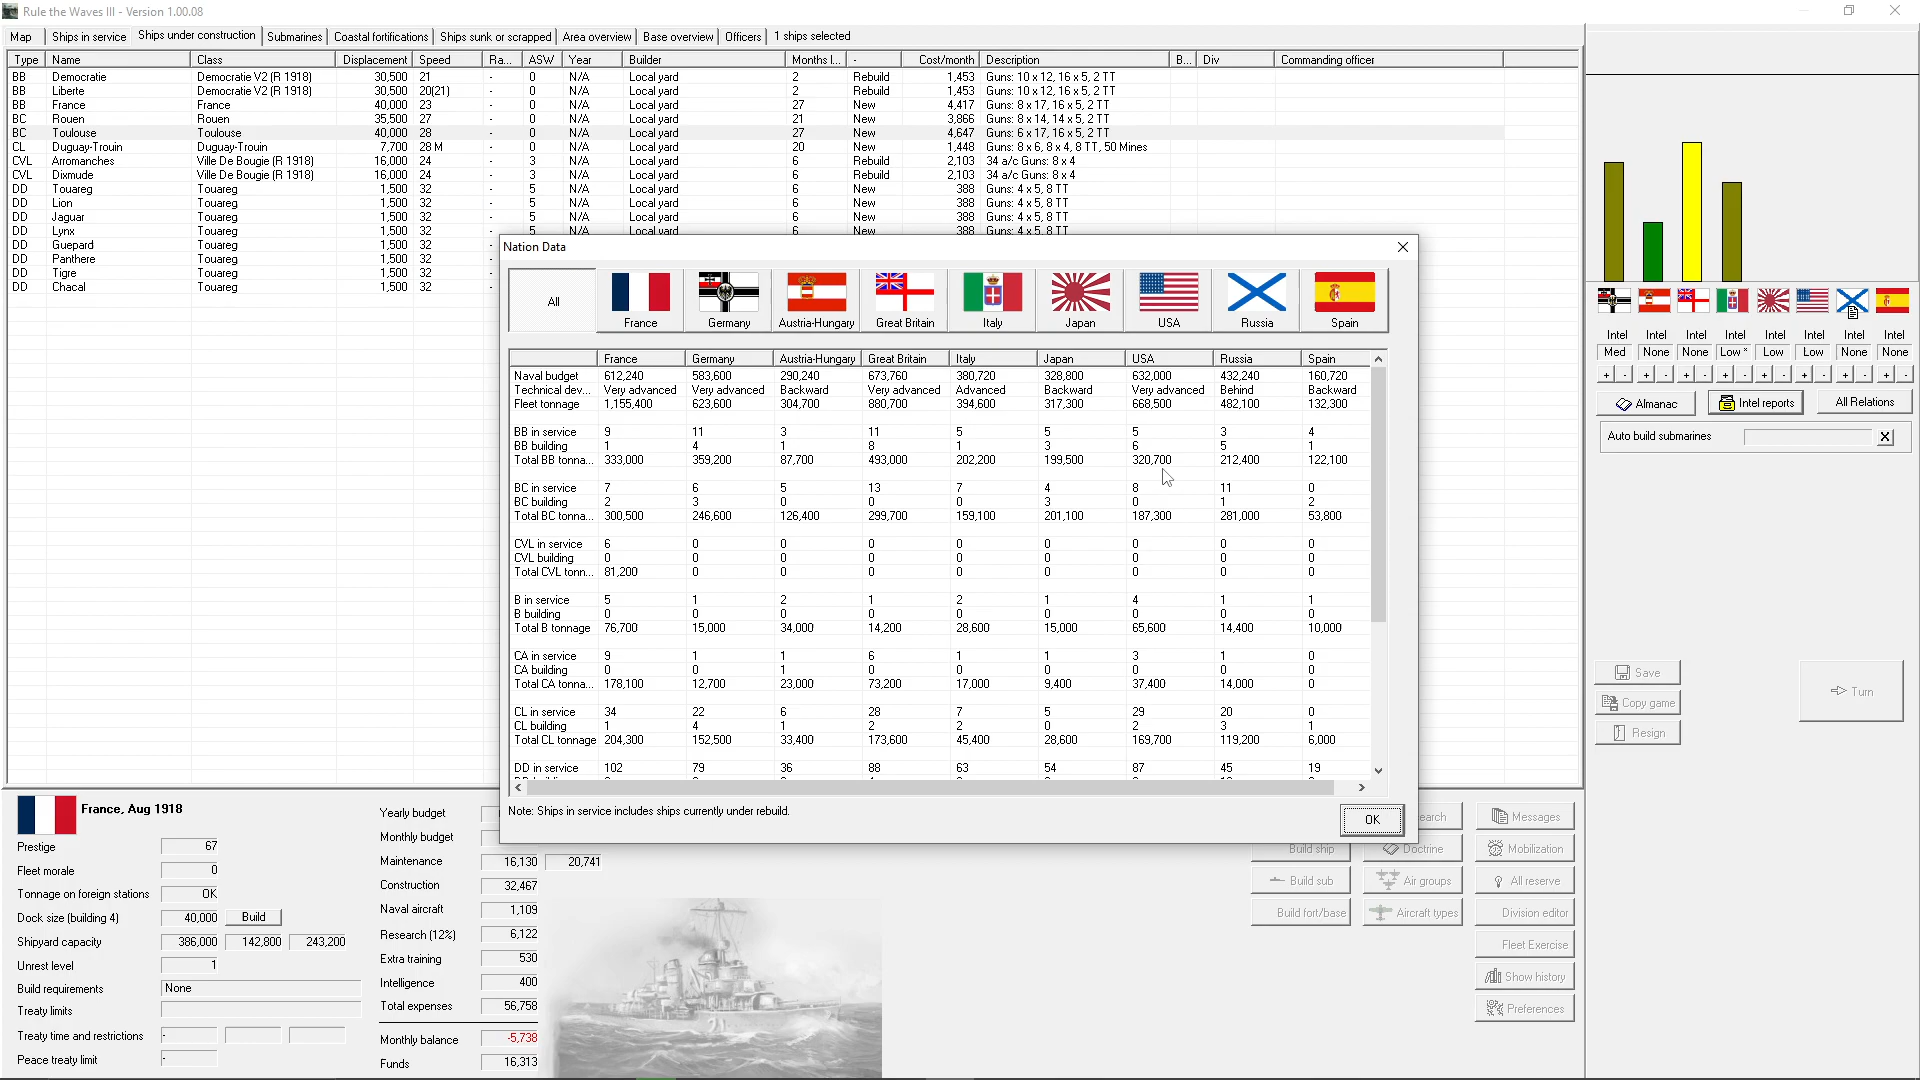 Rule the Waves III - Version 1.00.08
Map Ships in service Ships under construction Submarines Coastal fortifications Ships sunk or scrapped Area overview Base overview Officers 1 ships selected
Type Name Class Displacement Speed Ra... ASW Year Builder Months l... - Cost/month Description B... Div Commanding officer
BB Democratie Democratie V2 (R 1918) 30,500 21 - 0 N/A Local yard 2 Rebuild 1,453 Guns: 10 x 12, 16 x 5, 2 TT
BB Liberte Democratie V2 (R 1918) 30,500 20(21) - 0 N/A Local yard 2 Rebuild 1,453 Guns: 10 x 12, 16 x 5, 2 TT
BB France France 40,000 23 - 0 N/A Local yard 27 New 4,417 Guns: 8 x 17, 16 x 5, 2 TT
BC Rouen Rouen 35,500 27 - 0 N/A Local yard 21 New 3,866 Guns: 8 x 14, 14 x 5, 2 TT
BC Toulouse Toulouse 40,000 28 - 0 N/A Local yard 27 New 4,647 Guns: 6 x 17, 16 x 5, 2 TT
CL Duguay-Trouin Duguay-Trouin 7,700 28 M - 0 N/A Local yard 20 New 1,448 Guns: 8 x 6, 8 x 4, 8 TT, 50 Mines
CVL Arromanches Ville De Bougie (R 1918) 16,000 24 - 3 N/A Local yard 6 Rebuild 2,103 34 a/c Guns: 8 x 4
CVL Dixmude Ville De Bougie (R 1918) 16,000 24 - 3 N/A Local yard 6 Rebuild 2,103 34 a/c Guns: 8 x 4
DD Touareg Touareg 1,500 32 - 5 N/A Local yard 6 New 388 Guns: 4 x 5, 8 TT
DD Lion Touareg 1,500 32 - 5 N/A Local yard 6 New 388 Guns: 4 x 5, 8 TT
DD Jaguar Touareg 1,500 32 - 5 N/A Local yard 6 New 388 Guns: 4 x 5, 8 TT
DD Lynx Touareg 1,500 32 - 5 N/A Local yard 6 New 388 Guns: 4 x 5, 8 TT
DD Guepard Touareg 1,500 32 -
DD Panthere Touareg 1,500 32 -
DD Tigre Touareg 1,500 32 -
DD Chacal Touareg 1,500 32 -
Nation Data
All France Germany Austria-Hungary Great Britain Italy Japan USA Russia Spain
France Germany Austria-Hungary Great Britain Italy Japan USA Russia Spain
Naval budget 612,240 583,600 290,240 673,760 380,720 328,800 632,000 432,240 160,720
Technical dev... Very advanced Very advanced Backward Very advanced Advanced Backward Very advanced Behind Backward
Fleet tonnage 1,155,400 623,600 304,700 880,700 394,600 317,300 668,500 482,100 132,300
BB in service 9 11 3 11 5 5 5 3 4
BB building 1 4 1 8 1 3 6 5 1
Total BB tonna... 333,000 359,200 87,700 493,000 202,200 199,500 320,700 212,400 122,100
BC in service 7 6 5 13 7 4 8 11 0
BC building 2 3 0 0 0 3 0 1 2
Total BC tonna... 300,500 246,600 126,400 299,700 159,100 201,100 187,300 281,000 53,800
CVL in service 6 0 0 0 0 0 0 0 0
CVL building 0 0 0 0 0 0 0 0 0
Total CVL tonn... 81,200 0 0 0 0 0 0 0 0
B in service 5 1 2 1 2 1 4 1 1
B building 0 0 0 0 0 0 0 0 0
Total B tonnage 76,700 15,000 34,000 14,200 28,600 15,000 65,600 14,400 10,000
CA in service 9 1 1 6 1 1 3 1 0
CA building 0 0 1 0 0 0 0 0 0
Total CA tonna... 178,100 12,700 23,000 73,200 17,000 9,400 37,400 14,000 0
CL in service 34 22 6 28 7 5 29 20 0
CL building 1 4 1 2 2 0 2 3 1
Total CL tonnage 204,300 152,500 33,400 173,600 45,400 28,600 169,700 119,200 6,000
DD in service 102 79 36 88 63 54 87 45 19
Note: Ships in service includes ships currently under rebuild.
OK
Intel Intel Intel Intel Intel Intel Intel Intel
Med None None Low * Low Low None None
+ - + - + - + - + - + - + - + -
Almanac Intel reports All Relations
Auto build submarines X
Save
Copy game
Resign
Turn
France, Aug 1918
Prestige 67
Fleet morale 0
Tonnage on foreign stations OK
Dock size (building 4) 40,000 Build
Shipyard capacity 386,000 142,800 243,200
Unrest level 1
Build requirements None
Treaty limits
Treaty time and restrictions -
Peace treaty limit -
Yearly budget
Monthly budget
Maintenance 16,130 20,741
Construction 32,467
Naval aircraft 1,109
Research (12%) 6,122
Extra training 530
Intelligence 400
Total expenses 56,758
Monthly balance -5,738
Funds 16,313
earch Messages
Build ship Doctrine Mobilization
Build sub Air groups All reserve
Build fort/base Aircraft types Division editor
Fleet Exercise
Show history
Preferences